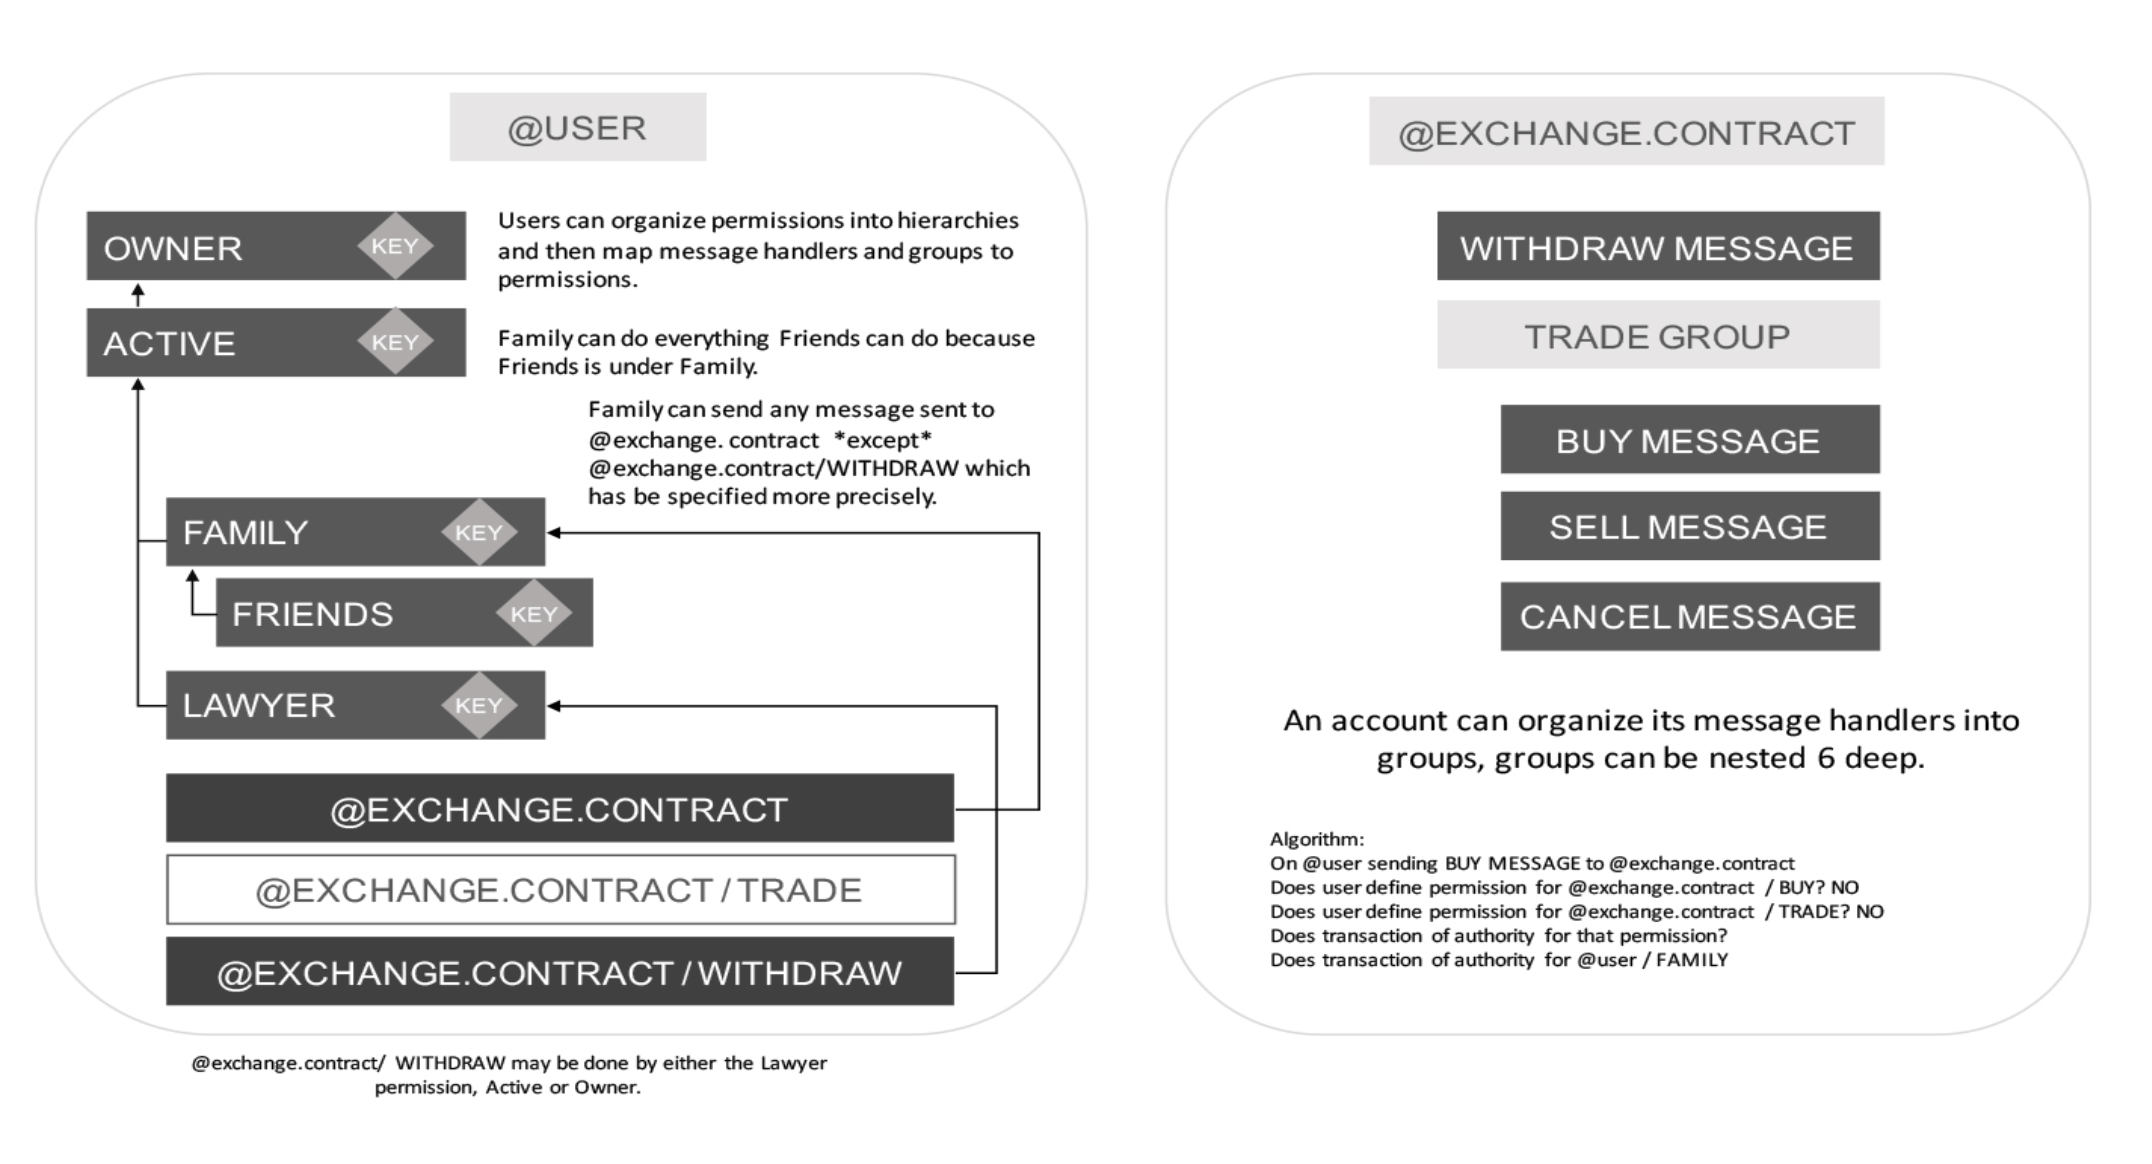 @USER
OWNER
KEY
ACTIVE
KEY
Users can organize permissions into hierarchies
and then map message handlers and groups to
permissions.
Family can do everything Friends can do because
Friends is under Family.
Family can send any message sent to
@exchange. contract *except*
@exchange.contract/WITHDRAW which
has be specified more precisely.
FAMILY
KEY
FRIENDS
KEY
LAWYER
KEY
@EXCHANGE.CONTRACT
@EXCHANGE.CONTRACT / TRADE
@EXCHANGE.CONTRACT / WITHDRAW
@exchange.contract/ WITHDRAW may be done by either the Lawyer
permission, Active or Owner.
@EXCHANGE.CONTRACT
WITHDRAW MESSAGE
TRADE GROUP
BUY MESSAGE
SELL MESSAGE
CANCEL MESSAGE
An account can organize its message handlers into
groups, groups can be nested 6 deep.
Algorithm:
On @user sending BUY MESSAGE to @exchange.contract
Does user define permission for @exchange.contract / BUY? NO
Does user define permission for @exchange.contract / TRADE? NO
Does transaction of authority for that permission?
Does transaction of authority for @user / FAMILY